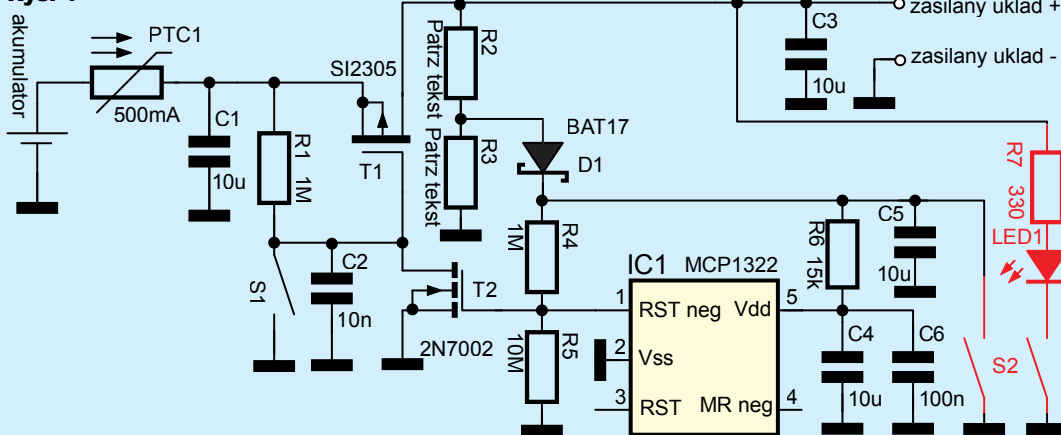 akumulator
PTC1
500mA
C1
10u
R1 1M
S1
C2
10n
SI2305
T1
R2
Patrz tekst
R3
Patrz tekst
BAT17
D1
R4
1M
R5
10M
T2
2N7002
IC1 MCP1322
1 RST neg Vdd 5
2 Vss
3 RST MR neg 4
R6 15k
C5
10u
C4
10u
C6
100n
C3
10u
zasilany uklad +
zasilany uklad -
R7
330
LED1
S2